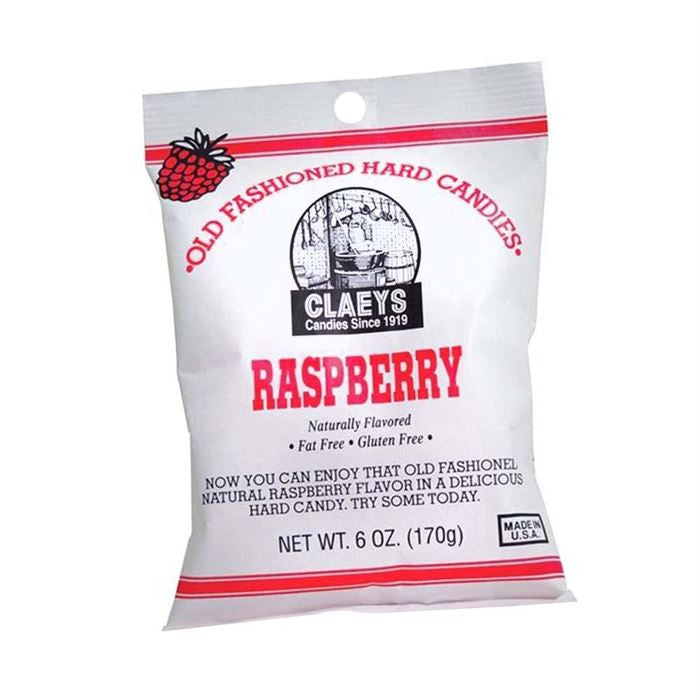 •OLD FASHIONED HARD CANDIES•
CLAEYS
Candies Since 1919
RASPBERRY
Naturally Flavored
• Fat Free • Gluten Free •
NOW YOU CAN ENJOY THAT OLD FASHIONED
NATURAL RASPBERRY FLAVOR IN A DELICIOUS
HARD CANDY. TRY SOME TODAY.
NET WT. 6 OZ. (170g)
MADE IN
U.S.A.